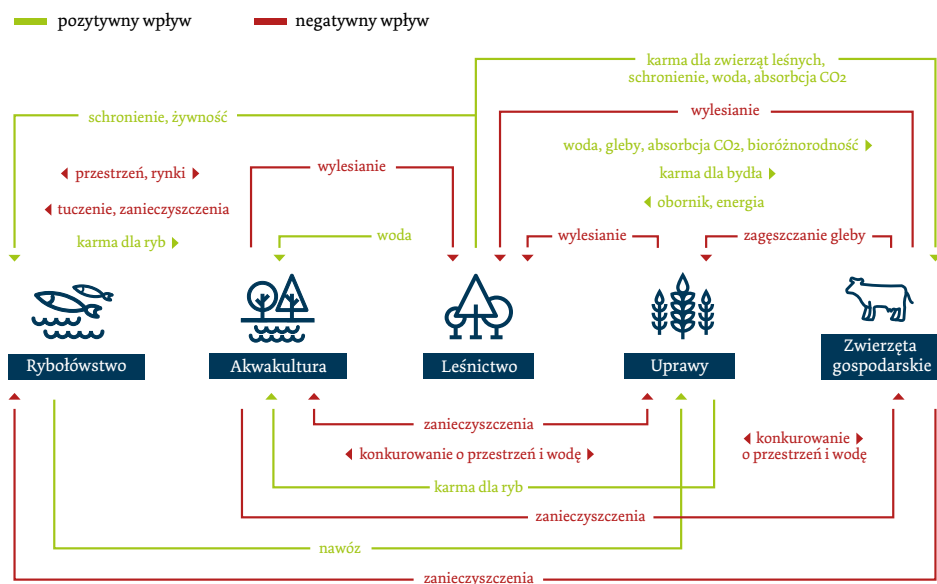 pozytywny wpływ
negatywny wpływ
karma dla zwierząt leśnych,
schronienie, woda, absorbcja CO2
schronienie, żywność
wylesianie
woda, gleby, absorbcja CO2, bioróżnorodność
przestrzeń, rynki
wylesianie
karma dla bydła
tuczenie, zanieczyszczenia
obornik, energia
karma dla ryb
woda
wylesianie
zagęszczanie gleby
Rybołówstwo
Akwakultura
Leśnictwo
Uprawy
Zwierzęta
gospodarskie
zanieczyszczenia
konkurowanie o przestrzeń i wodę
konkurowanie
o przestrzeń i wodę
karma dla ryb
zanieczyszczenia
nawóz
zanieczyszczenia